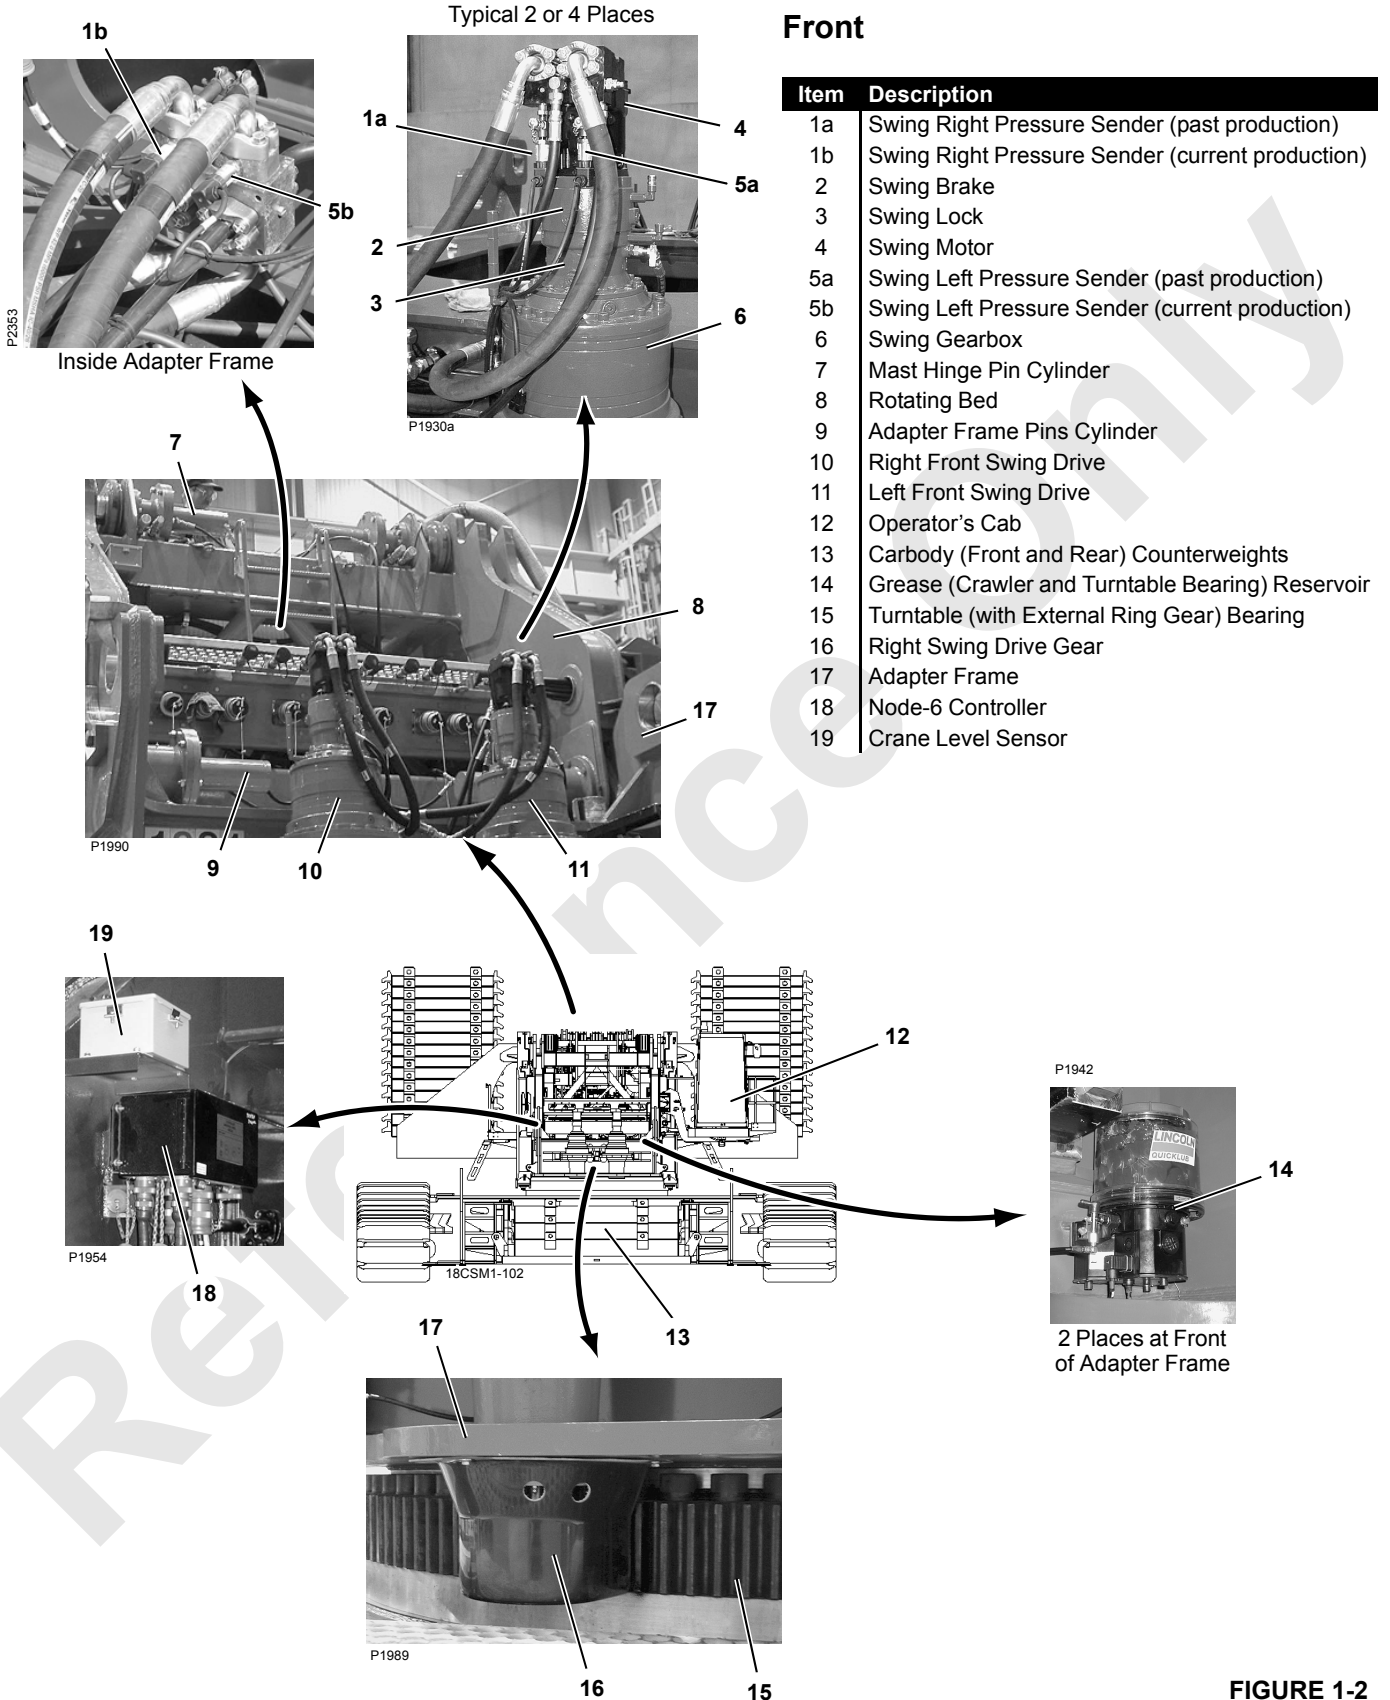 Typical 2 or 4 Places
Front
1b
1a
4
5a
5b
2
3
6
P2353
Inside Adapter Frame
P1930a
Item Description
1a Swing Right Pressure Sender (past production)
1b Swing Right Pressure Sender (current production)
2 Swing Brake
3 Swing Lock
4 Swing Motor
5a Swing Left Pressure Sender (past production)
5b Swing Left Pressure Sender (current production)
6 Swing Gearbox
7 Mast Hinge Pin Cylinder
8 Rotating Bed
9 Adapter Frame Pins Cylinder
10 Right Front Swing Drive
11 Left Front Swing Drive
12 Operator's Cab
13 Carbody (Front and Rear) Counterweights
14 Grease (Crawler and Turntable Bearing) Reservoir
15 Turntable (with External Ring Gear) Bearing
16 Right Swing Drive Gear
17 Adapter Frame
18 Node-6 Controller
19 Crane Level Sensor
7
8
17
P1990
9
10
11
19
12
P1942
LINCOLN
QUICKLUB
14
P1954
18
18CSM1-102
13
2 Places at Front
of Adapter Frame
17
P1989
16
15
FIGURE 1-2
Reference Only